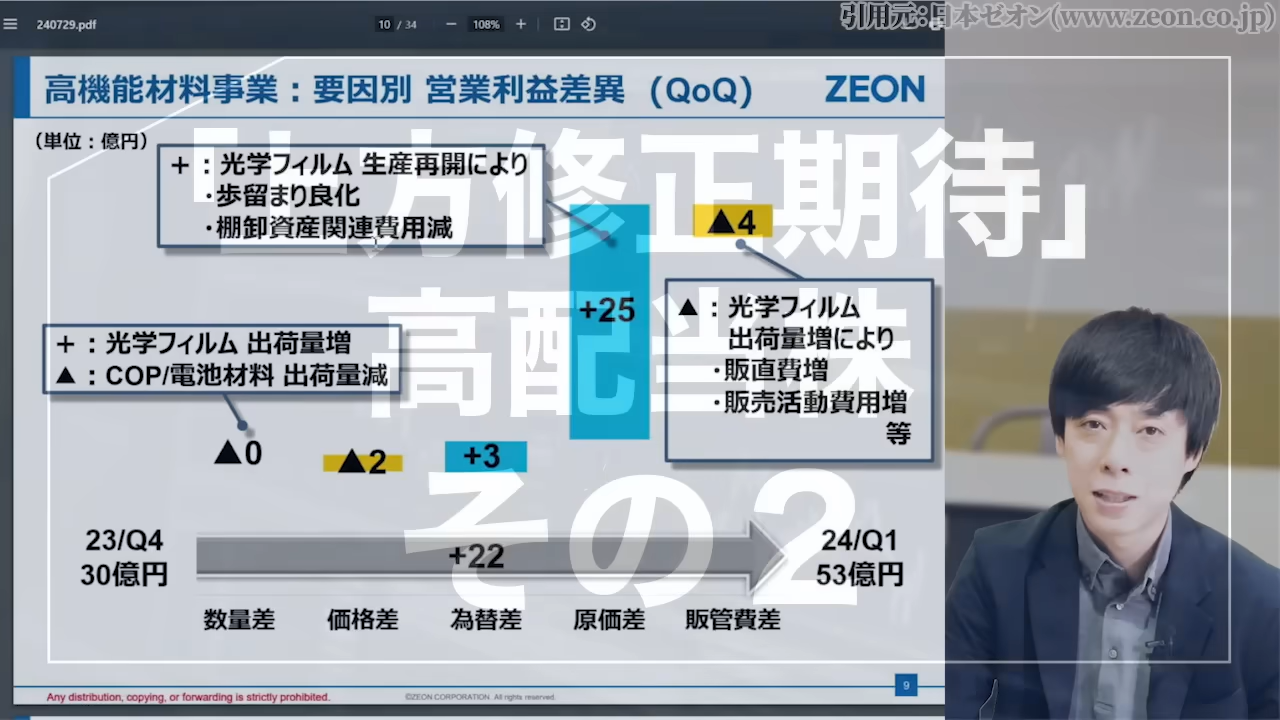 240729.pdf
10 / 34
108%
引用元：日本ゼオン(www.zeon.co.jp)
高機能材料事業：要因別 営業利益差異 (QoQ)
ZEON
(単位：億円)
＋：光学フィルム 生産再開により
・歩留まり良化
・棚卸資産関連費用減
▲4
「上方修正期待」
+25
▲：光学フィルム
出荷量増により
・販直費増
・販売活動費用増
等
＋：光学フィルム 出荷量増
▲：COP/電池材料 出荷量減
高配当株
▲0
▲2
+3
その2
23/Q4
30億円
+22
24/Q1
53億円
数量差
価格差
為替差
原価差
販管費差
Any distribution, copying, or forwarding is strictly prohibited.
©ZEON CORPORATION. All rights reserved.
9